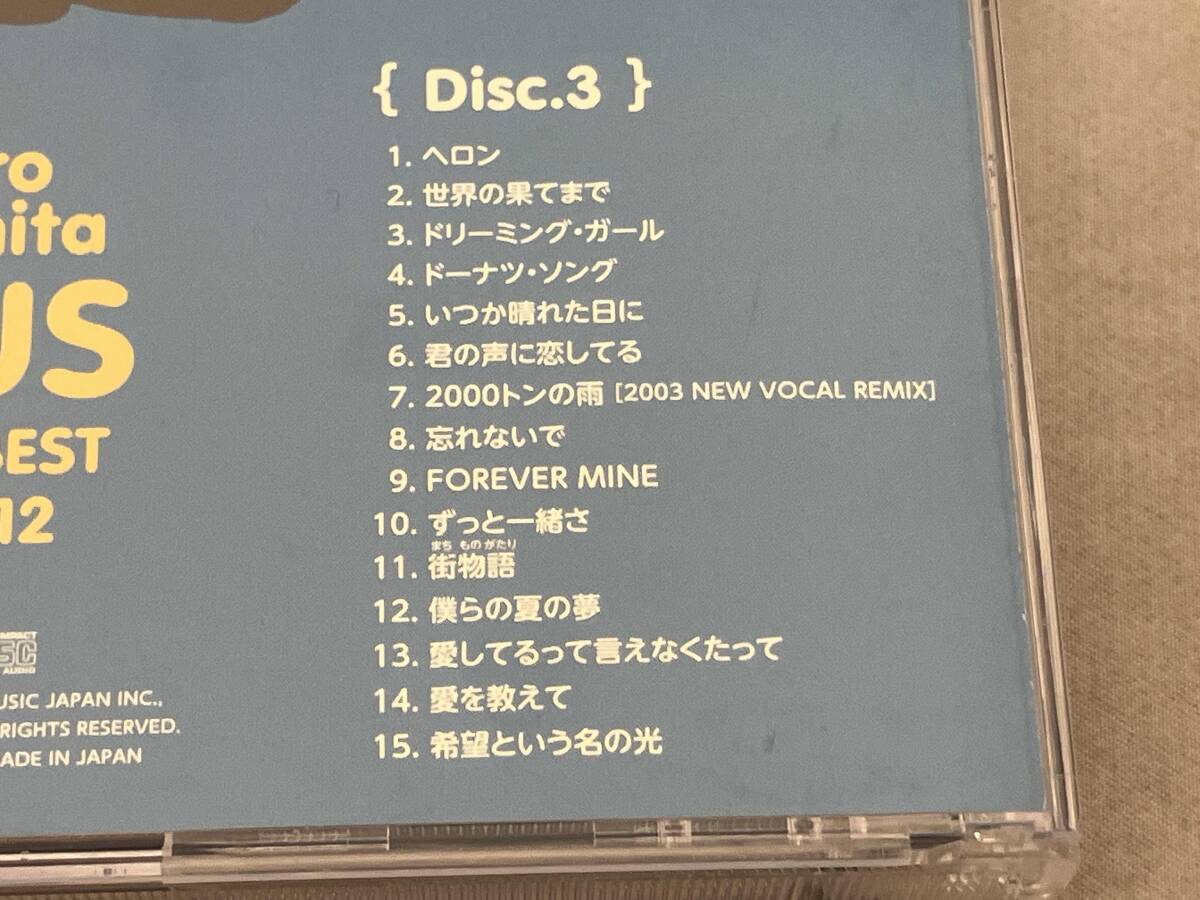 { Disc.3 }
1. ヘロン
2. 世界の果てまで
3. ドリーミング・ガール
4. ドーナツ・ソング
5. いつか晴れた日に
6. 君の声に恋してる
7. 2000トンの雨 [2003 NEW VOCAL REMIX]
8. 忘れないで
9. FOREVER MINE
10. ずっと一緒さ
まち ものがたり
11. 街物語
12. 僕らの夏の夢
13. 愛してるって言えなくたって
14. 愛を教えて
15. 希望という名の光
ro
ita
US
BEST
12
COMPACT
DISC
AUDIO
USIC JAPAN INC.,
RIGHTS RESERVED.
ADE IN JAPAN